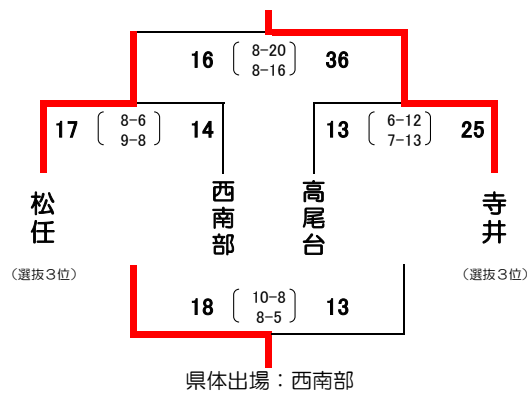 16 8-20 36
8-16
17 8-6 14 13 6-12 25
9-8 7-13
松任 西南部 高尾台 寺井
（選抜３位） （選抜３位）
18 10-8 13
8-5
県体出場：西南部